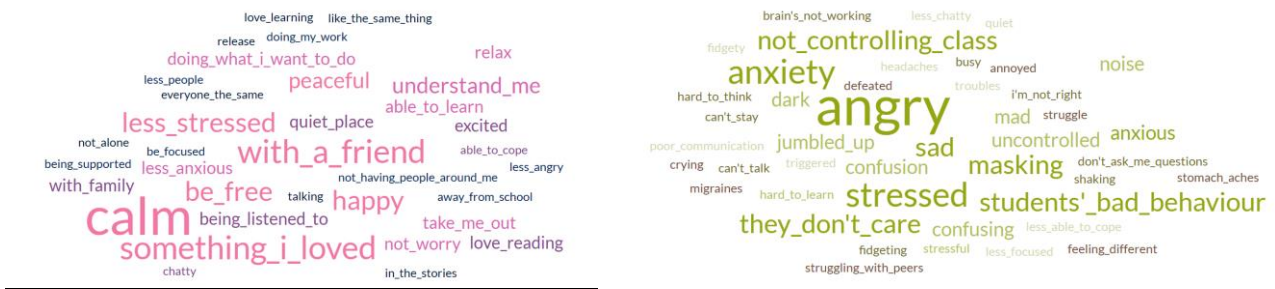 love_learning like_the_same_thing
release doing_my_work
doing_what_i_want_to_do relax
less_people peaceful understand_me
everyone_the_same able_to_learn
less_stressed quiet_place excited
not_alone be_focused with_a_friend able_to_cope
being_supported less_anxious less_angry
with_family be_free talking not_having_people_around_me
happy away_from_school
calm being_listened_to take_me_out
something_i_loved not_worry love_reading
chatty in_the_stories
brain's_not_working less_chatty quiet
fidgety not_controlling_class
anxiety headaches busy annoyed noise
hard_to_think dark defeated troubles i'm_not_right
can't_stay angry mad struggle
poor_communication jumbled_up sad uncontrolled anxious
crying can't_talk triggered confusion masking don't_ask_me_questions
migraines hard_to_learn stressed shaking stomach_aches
students'_bad_behaviour
they_don't_care confusing less_able_to_cope
fidgeting stressful less_focused feeling_different
struggling_with_peers